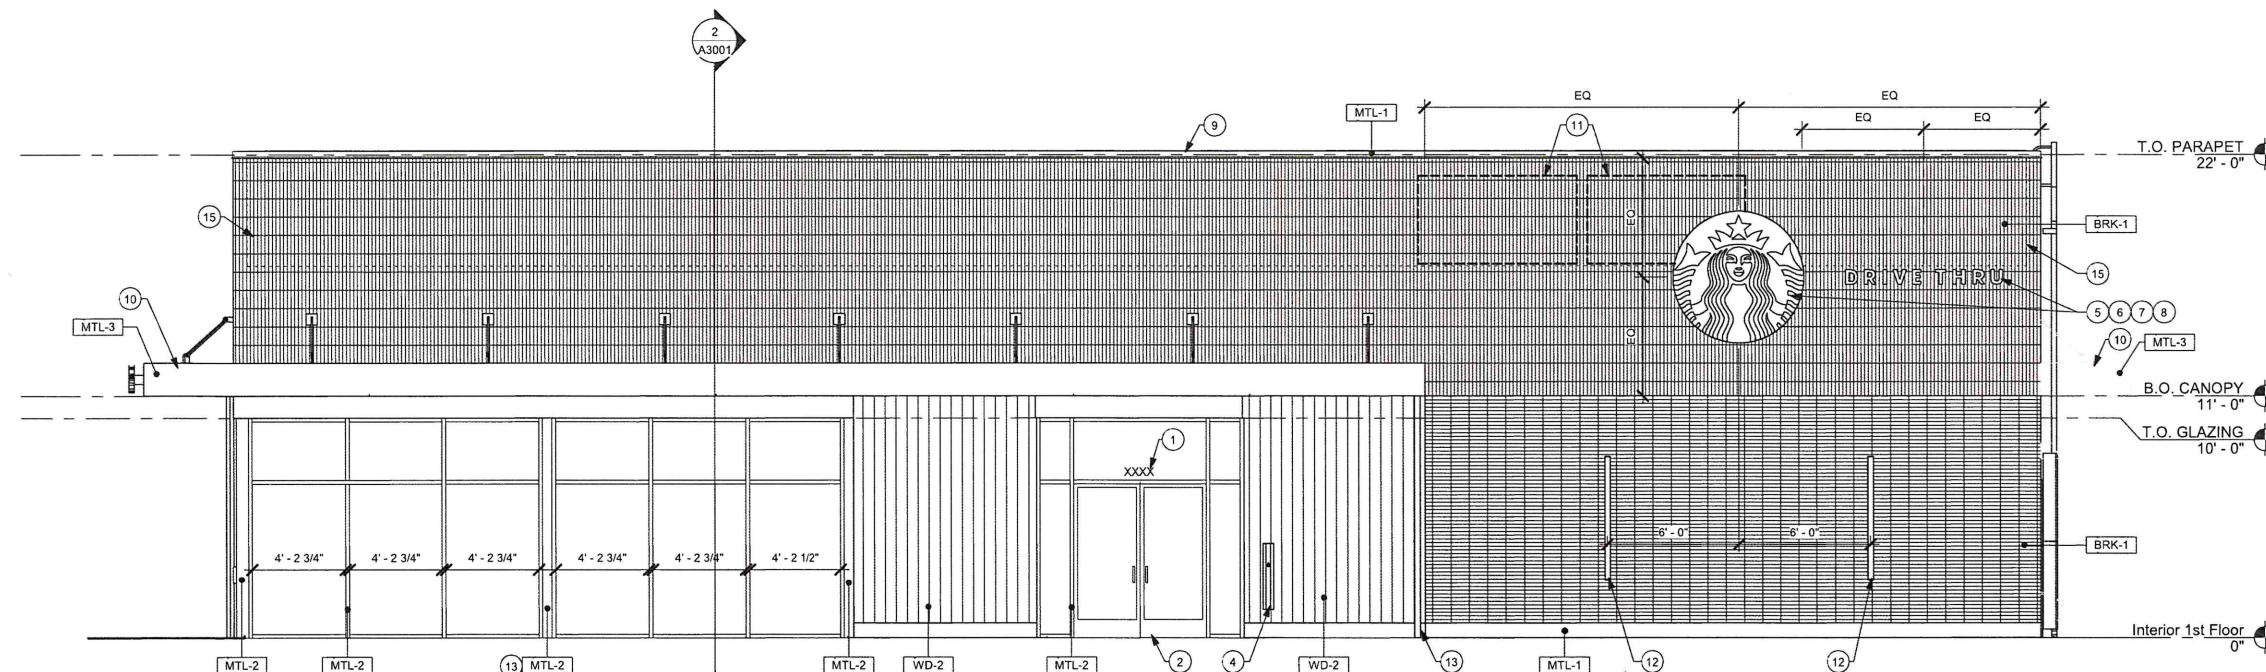 2
A3001
EQ EQ
MTL-1
9
11
EQ EQ
T.O. PARAPET
22' - 0"
15
EQ
BRK-1
15
DRIVE THRU
10
MTL-3
5 6 7 8
EQ
10
MTL-3
B.O. CANOPY
11' - 0"
T.O. GLAZING
10' - 0"
1
XXXX
4' - 2 3/4" 4' - 2 3/4" 4' - 2 3/4" 4' - 2 3/4" 4' - 2 3/4" 4' - 2 1/2"
6' - 0" 6' - 0"
BRK-1
Interior 1st Floor
0"
MTL-2 MTL-2 13 MTL-2 MTL-2 WD-2 MTL-2 2 4 WD-2 13 MTL-1 12 12